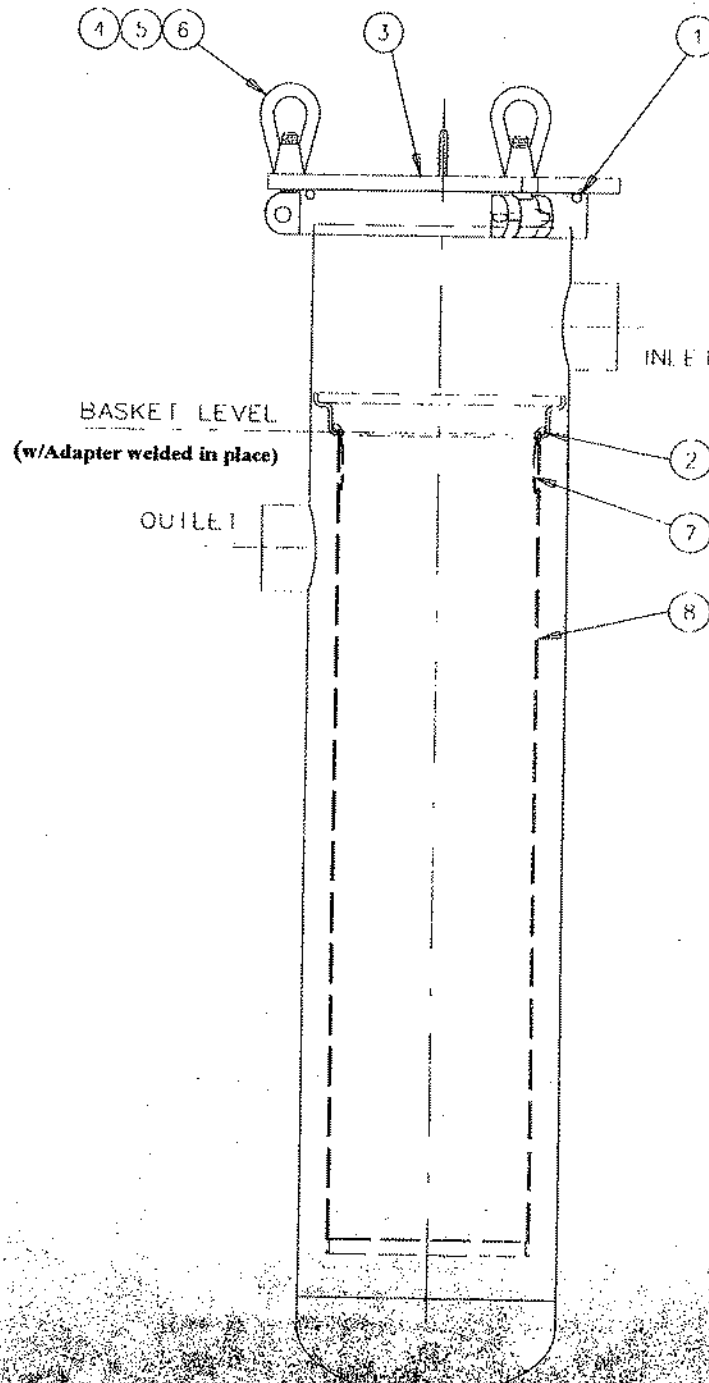 4 5 6
3
1
INLET
BASKET LEVEL
(w/Adapter welded in place)
2
OUTLET
7
8